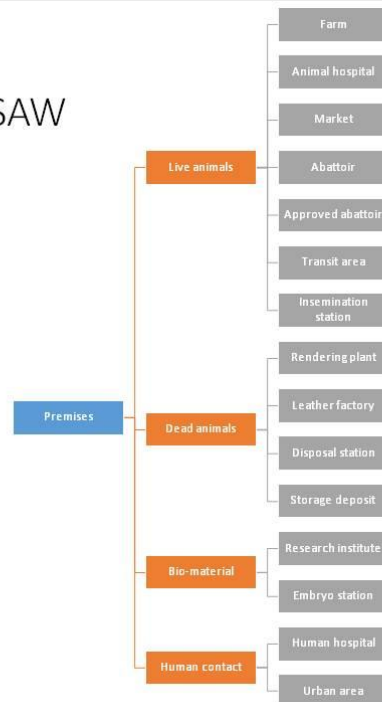 SAW
Premises
Live animals
Farm
Animal hospital
Market
Abattoir
Approved abattoir
Transit area
Insemination
station
Dead animals
Rendering plant
Leather factory
Disposal station
Storage deposit
Bio-material
Research institute
Embryo station
Human contact
Human hospital
Urban area